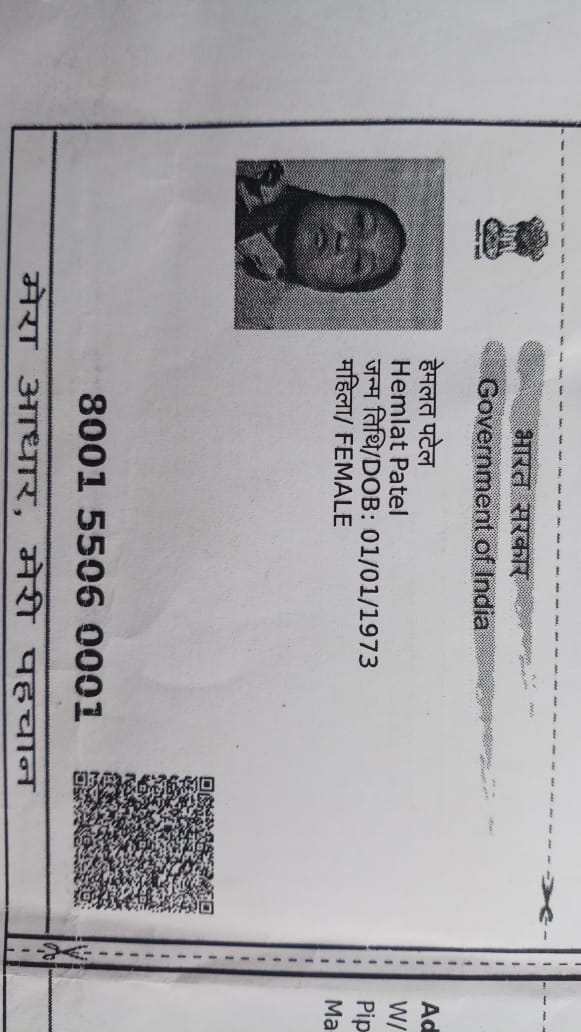 भारत सरकार
Government of India
हेमलत पटेल
Hemlat Patel
जन्म तिथि/DOB: 01/01/1973
महिला/ FEMALE
8001 5506 0001
मेरा आधार, मेरी पहचान
Ad
W/
Pip
Ma